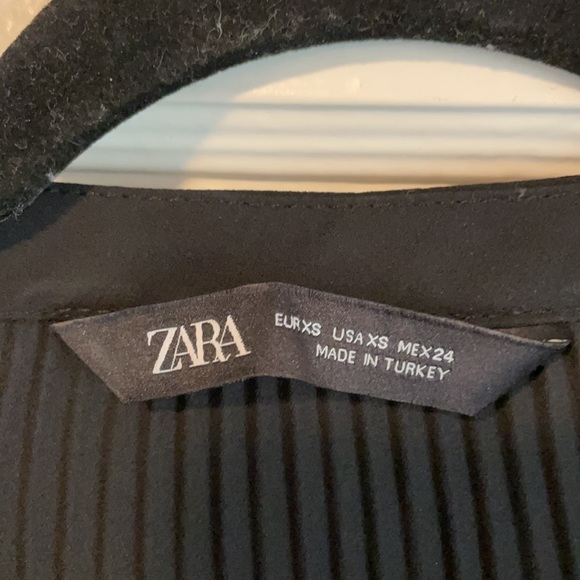 ZARA
EUR XS USA XS MEX 24
MADE IN TURKEY